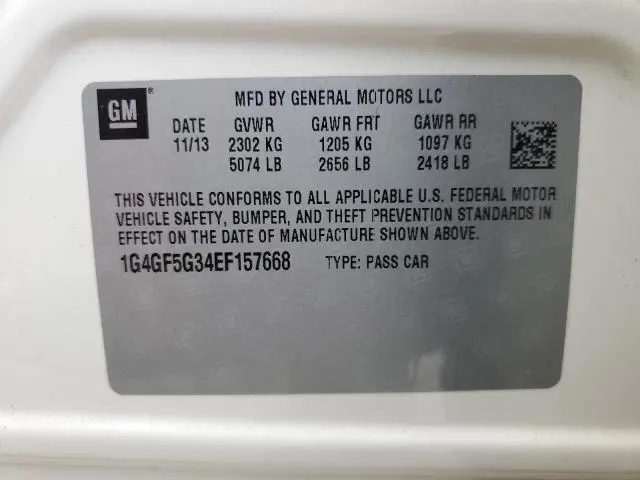 GM ®
MFD BY GENERAL MOTORS LLC
DATE GVWR GAWR FRT GAWR RR
11/13 2302 KG 1205 KG 1097 KG
5074 LB 2656 LB 2418 LB
THIS VEHICLE CONFORMS TO ALL APPLICABLE U.S. FEDERAL MOTOR
VEHICLE SAFETY, BUMPER, AND THEFT PREVENTION STANDARDS IN
EFFECT ON THE DATE OF MANUFACTURE SHOWN ABOVE.
1G4GF5G34EF157668 TYPE: PASS CAR